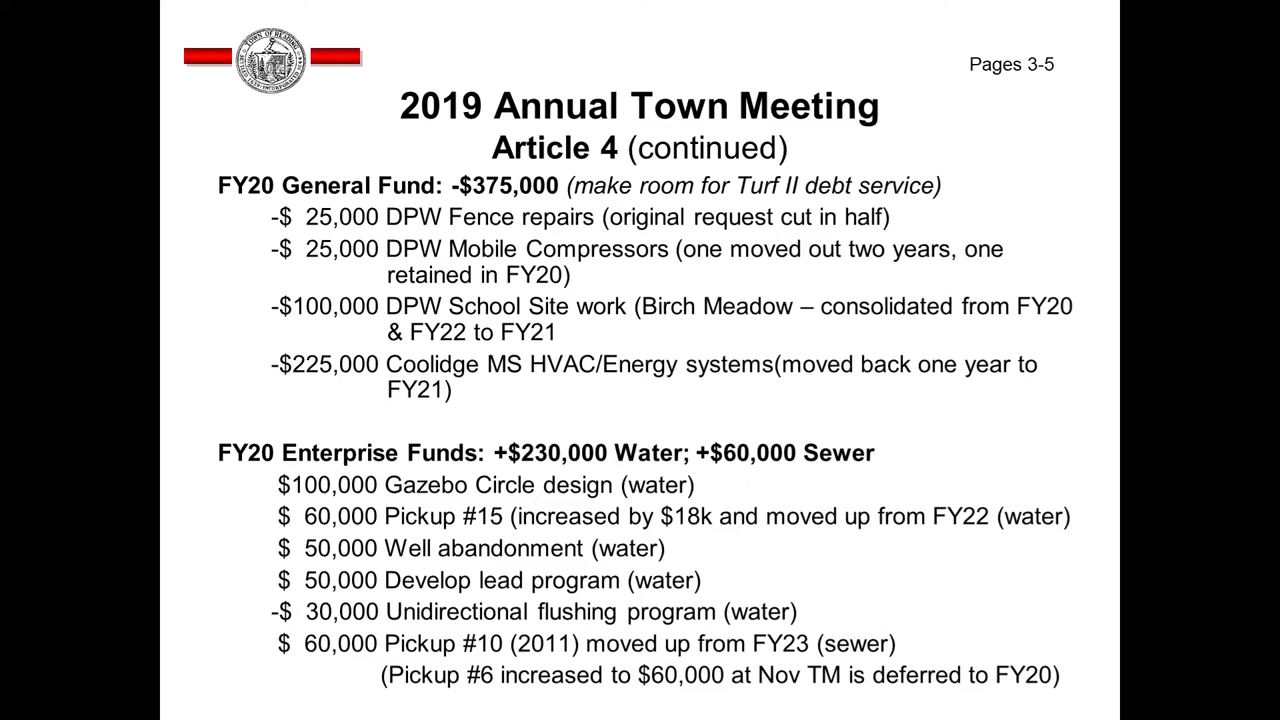 TOWN OF READING
Pages 3-5
2019 Annual Town Meeting
Article 4 (continued)
FY20 General Fund: -$375,000 (make room for Turf II debt service)
-$ 25,000 DPW Fence repairs (original request cut in half)
-$ 25,000 DPW Mobile Compressors (one moved out two years, one
retained in FY20)
-$100,000 DPW School Site work (Birch Meadow – consolidated from FY20
& FY22 to FY21
-$225,000 Coolidge MS HVAC/Energy systems(moved back one year to
FY21)
FY20 Enterprise Funds: +$230,000 Water; +$60,000 Sewer
$100,000 Gazebo Circle design (water)
$ 60,000 Pickup #15 (increased by $18k and moved up from FY22 (water)
$ 50,000 Well abandonment (water)
$ 50,000 Develop lead program (water)
-$ 30,000 Unidirectional flushing program (water)
$ 60,000 Pickup #10 (2011) moved up from FY23 (sewer)
(Pickup #6 increased to $60,000 at Nov TM is deferred to FY20)